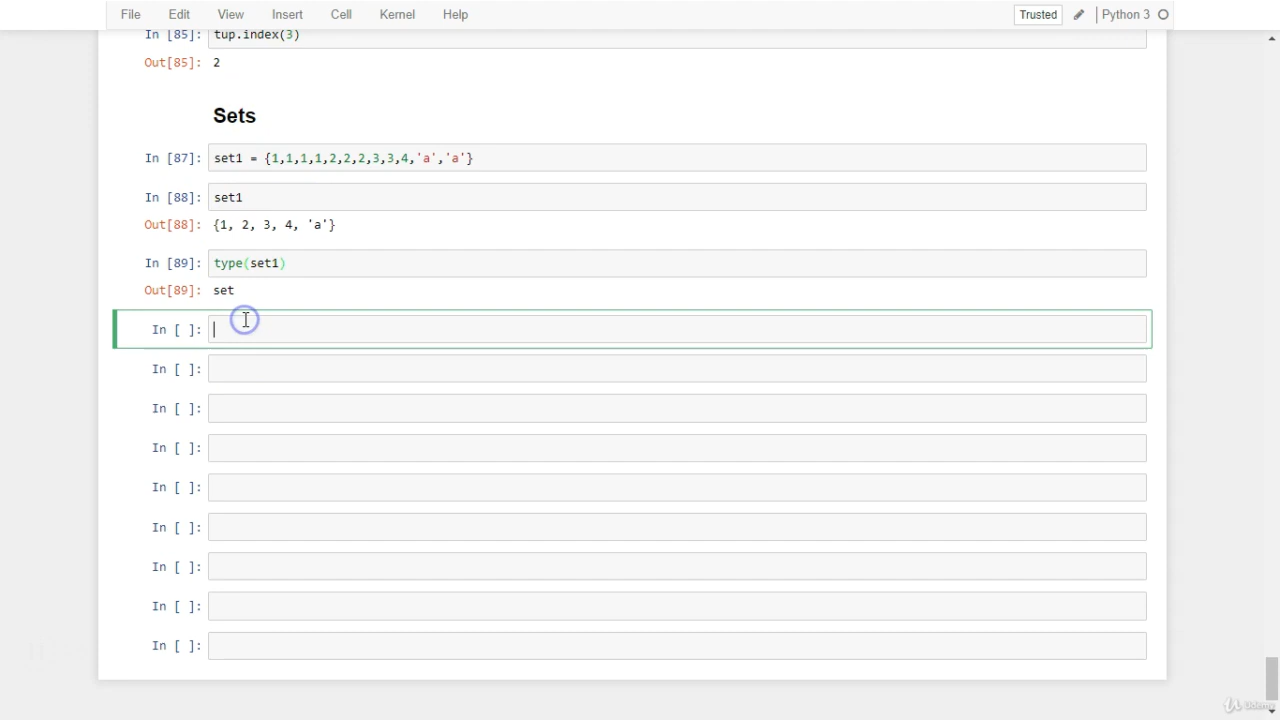 File Edit View Insert Cell Kernel Help Trusted Python 3
In [85]: tup.index(3)
Out[85]: 2
Sets
In [87]: set1 = {1,1,1,1,2,2,2,3,3,4,'a','a'}
In [88]: set1
Out[88]: {1, 2, 3, 4, 'a'}
In [89]: type(set1)
Out[89]: set
In [ ]:
In [ ]:
In [ ]:
In [ ]:
In [ ]:
In [ ]:
In [ ]:
In [ ]:
In [ ]:
Udemy